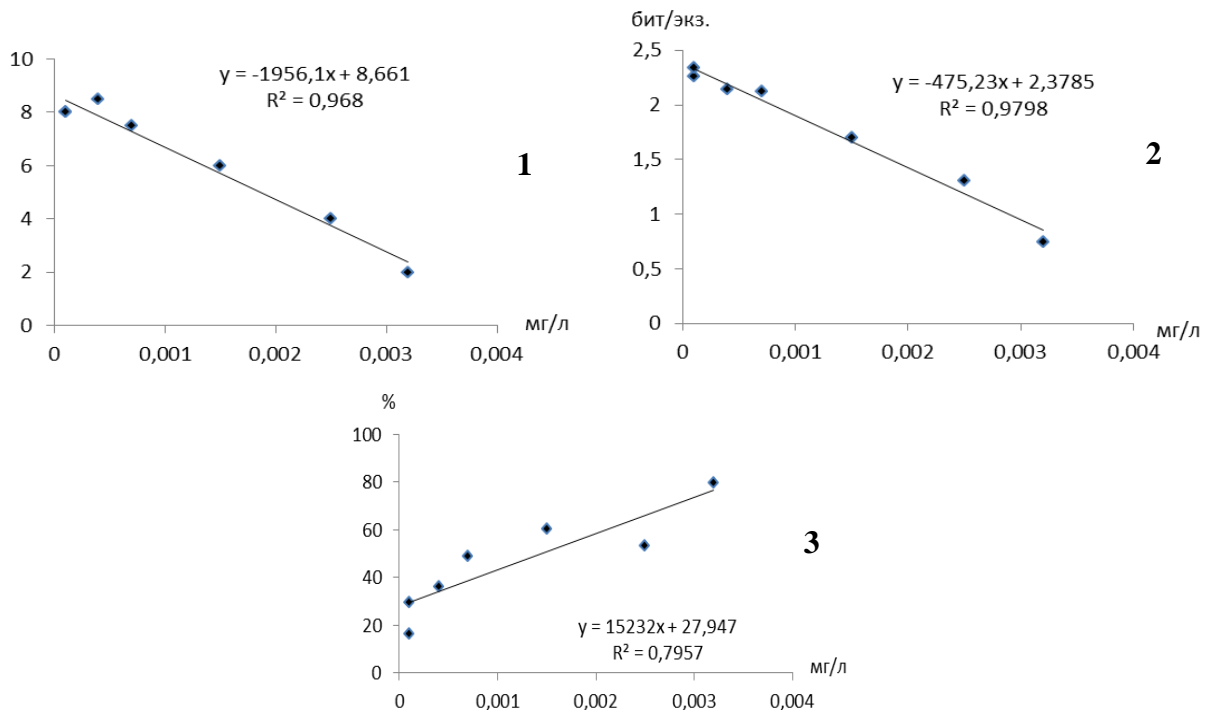 10
8
6
4
2
0
y = -1956,1x + 8,661
R² = 0,968
1
мг/л
0 0,001 0,002 0,003 0,004
бит/экз.
2,5
2
1,5
1
0,5
0
y = -475,23x + 2,3785
R² = 0,9798
2
мг/л
0 0,001 0,002 0,003 0,004
%
100
80
60
40
20
0
3
y = 15232x + 27,947
R² = 0,7957
мг/л
0 0,001 0,002 0,003 0,004